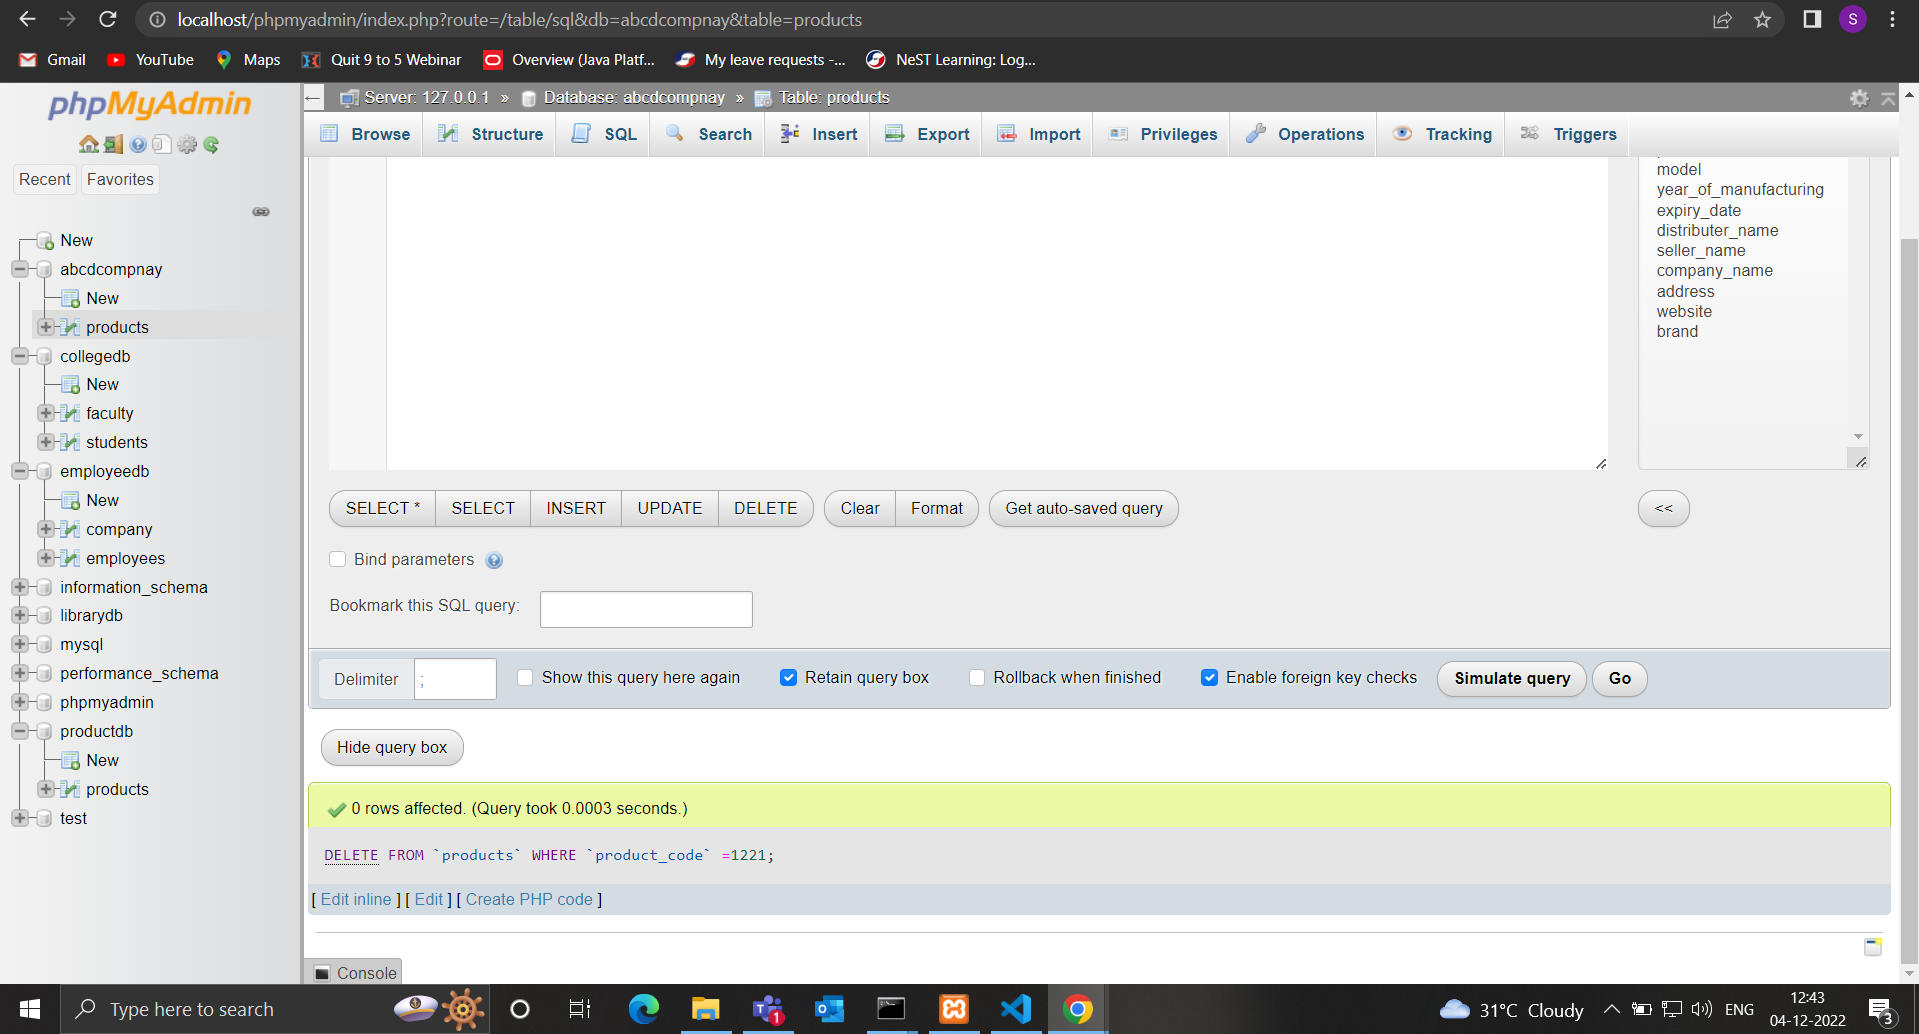 localhost/phpmyadmin/index.php?route=/table/sql&db=abcdcompnay&table=products
S
Gmail YouTube Maps Quit 9 to 5 Webinar Overview (Java Platf... My leave requests -... NeST Learning: Log...
phpMyAdmin
Recent Favorites
New
abcdcompnay
New
products
collegedb
New
faculty
students
employeedb
New
company
employees
information_schema
librarydb
mysql
performance_schema
phpmyadmin
productdb
New
products
test
← Server: 127.0.0.1 » Database: abcdcompnay » Table: products
Browse Structure SQL Search Insert Export Import Privileges Operations Tracking Triggers
model
year_of_manufacturing
expiry_date
distributer_name
seller_name
company_name
address
website
brand
SELECT * SELECT INSERT UPDATE DELETE Clear Format Get auto-saved query <<
Bind parameters
Bookmark this SQL query:
Delimiter ; Show this query here again Retain query box Rollback when finished Enable foreign key checks Simulate query Go
Hide query box
0 rows affected. (Query took 0.0003 seconds.)
DELETE FROM `products` WHERE `product_code` =1221;
[ Edit inline ] [ Edit ] [ Create PHP code ]
Console
Type here to search 1 31°C Cloudy ENG 12:43
04-12-2022 3